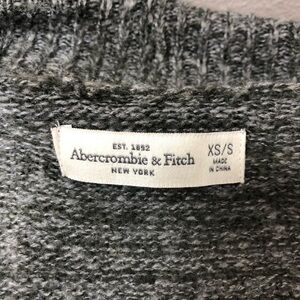 EST. 1892
Abercrombie & Fitch
NEW YORK
XS/S
MADE
IN CHINA